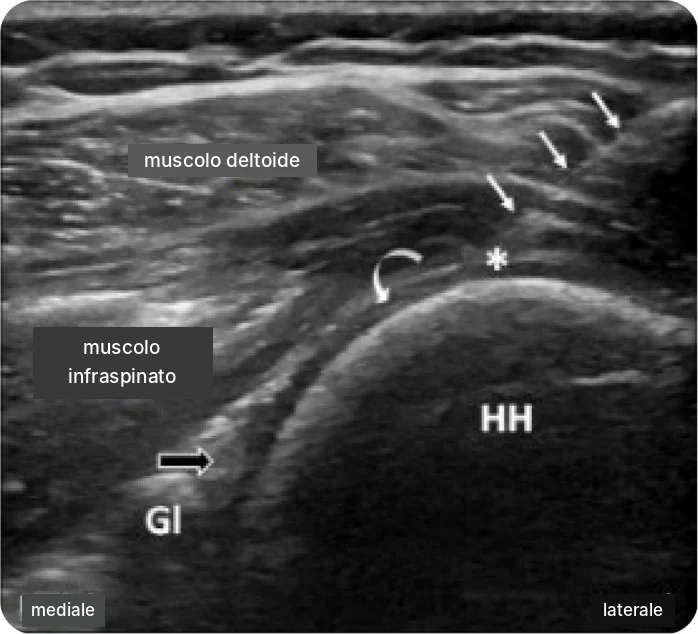 muscolo deltoide
*
muscolo
infraspinato
HH
Gl
mediale
laterale